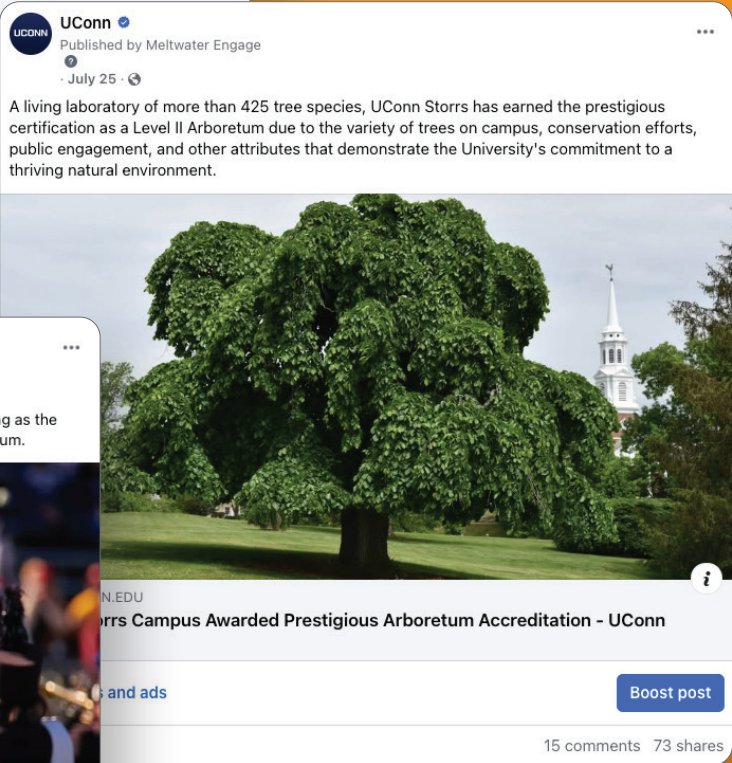 UCONN
UConn
Published by Meltwater Engage
?
· July 25 ·
A living laboratory of more than 425 tree species, UConn Storrs has earned the prestigious
certification as a Level II Arboretum due to the variety of trees on campus, conservation efforts,
public engagement, and other attributes that demonstrate the University's commitment to a
thriving natural environment.
g as the
um.
i
N.EDU
rrs Campus Awarded Prestigious Arboretum Accreditation - UConn
s and ads
Boost post
15 comments 73 shares